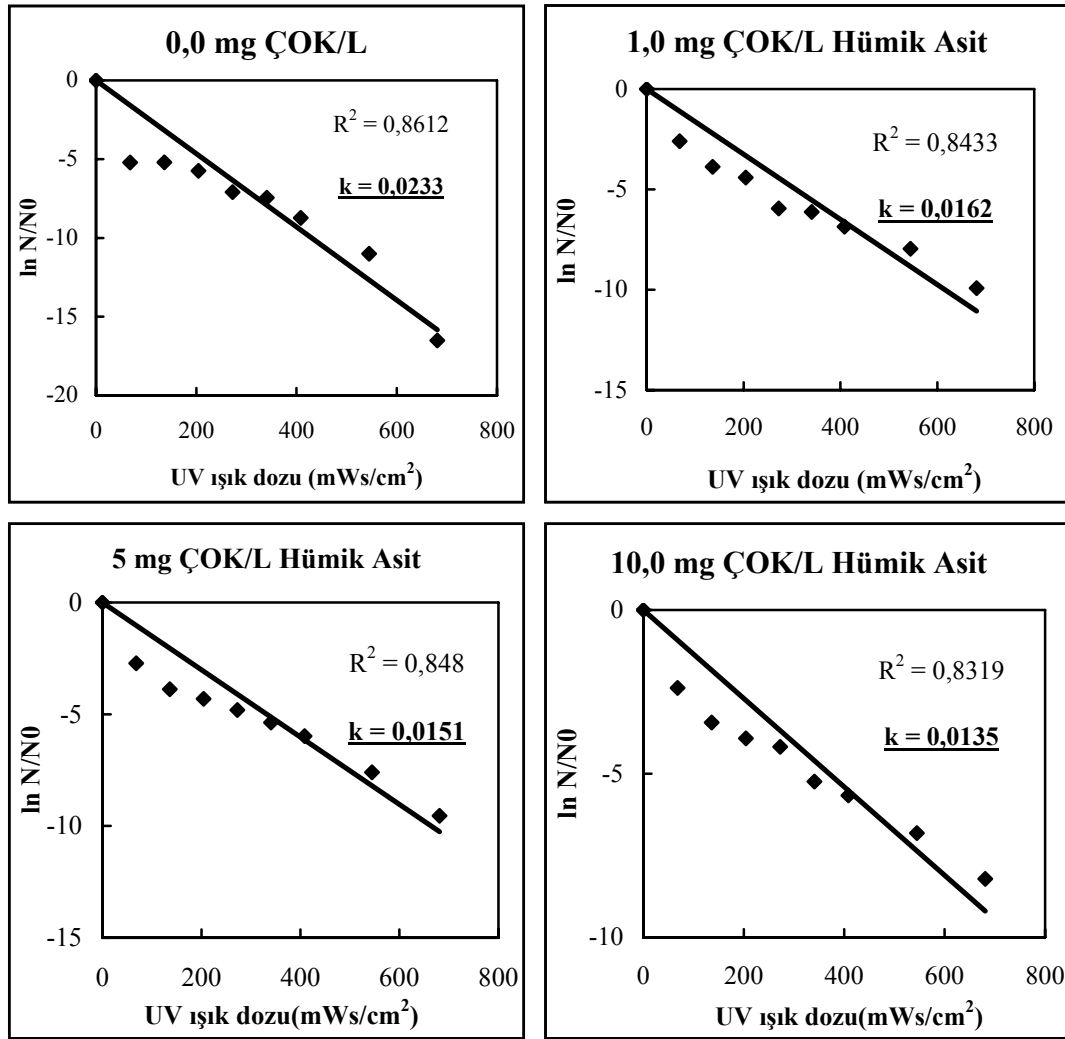 0,0 mg ÇOK/L
R² = 0,8612
k = 0,0233
0
-5
-10
-15
-20
ln N/N0
0 200 400 600 800
UV ışık dozu (mWs/cm²)
1,0 mg ÇOK/L Hümik Asit
R² = 0,8433
k = 0,0162
0
-5
-10
-15
ln N/N0
0 200 400 600 800
UV ışık dozu (mWs/cm²)
5 mg ÇOK/L Hümik Asit
R² = 0,848
k = 0,0151
0
-5
-10
-15
ln N/N0
0 200 400 600 800
UV ışık dozu(mWs/cm²)
10,0 mg ÇOK/L Hümik Asit
R² = 0,8319
k = 0,0135
0
-5
-10
ln N/N0
0 200 400 600 800
UV ışık dozu(mWs/cm²)